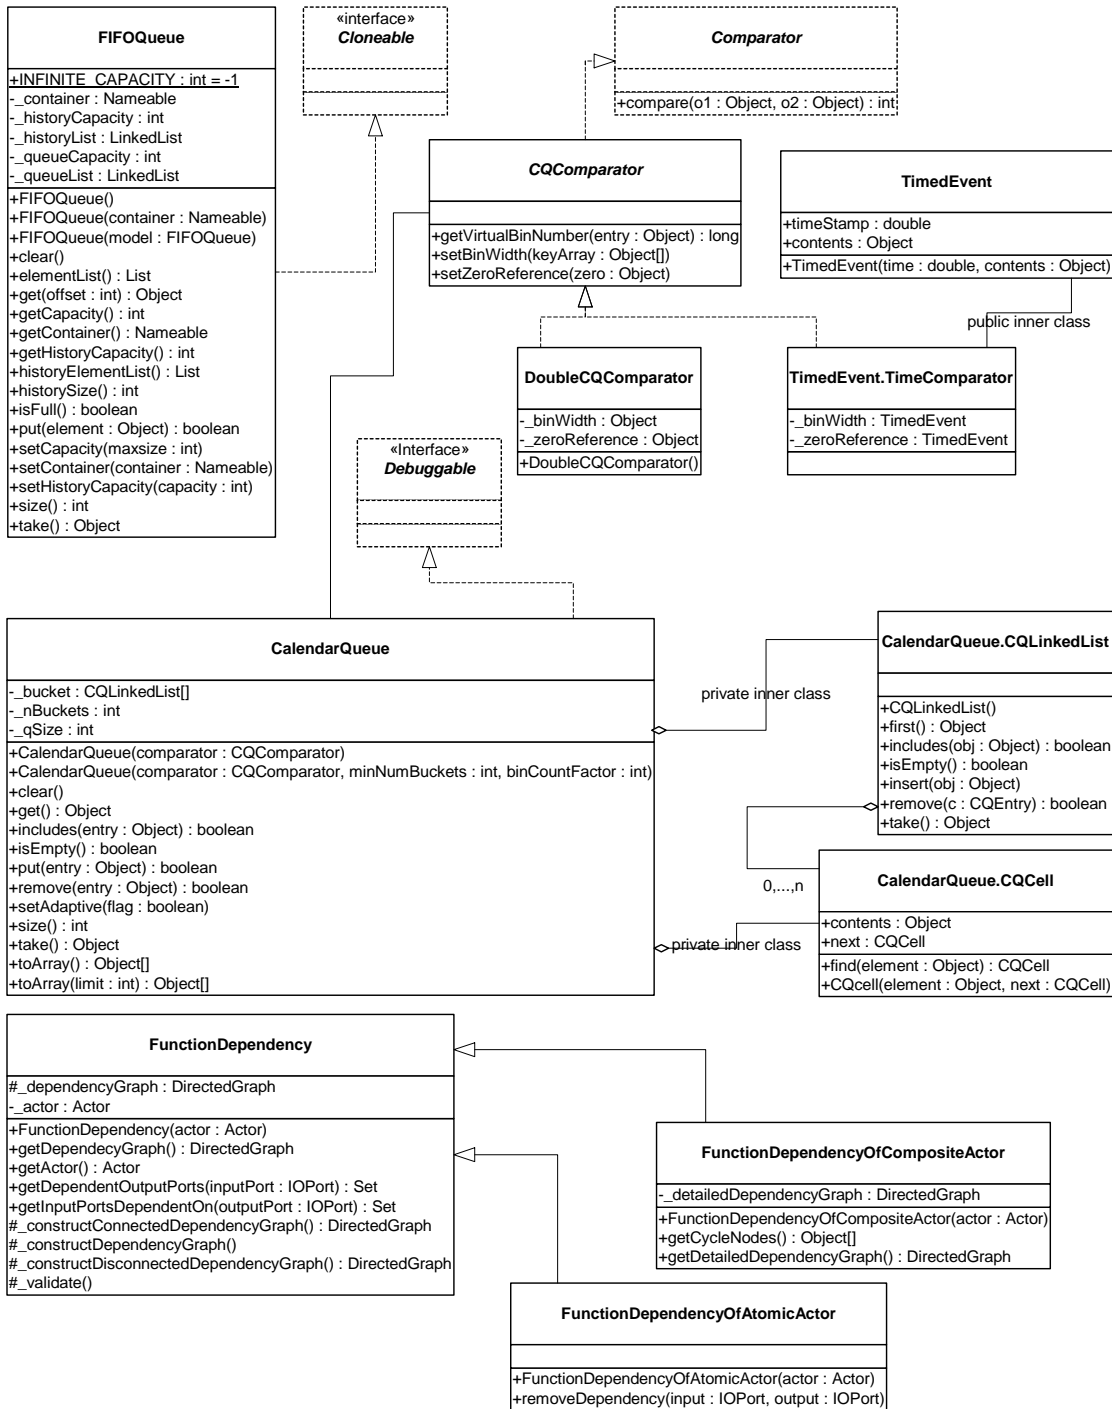 FIFOQueue
+INFINITE_CAPACITY : int = -1
-_container : Nameable
-_historyCapacity : int
-_historyList : LinkedList
-_queueCapacity : int
-_queueList : LinkedList
+FIFOQueue()
+FIFOQueue(container : Nameable)
+FIFOQueue(model : FIFOQueue)
+clear()
+elementList() : List
+get(offset : int) : Object
+getCapacity() : int
+getContainer() : Nameable
+getHistoryCapacity() : int
+historyElementList() : List
+historySize() : int
+isFull() : boolean
+put(element : Object) : boolean
+setCapacity(maxsize : int)
+setContainer(container : Nameable)
+setHistoryCapacity(capacity : int)
+size() : int
+take() : Object
«interface»
Cloneable
Comparator
+compare(o1 : Object, o2 : Object) : int
CQComparator
+getVirtualBinNumber(entry : Object) : long
+setBinWidth(keyArray : Object[])
+setZeroReference(zero : Object)
TimedEvent
+timeStamp : double
+contents : Object
+TimedEvent(time : double, contents : Object)
public inner class
DoubleCQComparator
-_binWidth : Object
-_zeroReference : Object
+DoubleCQComparator()
TimedEvent.TimeComparator
-_binWidth : TimedEvent
-_zeroReference : TimedEvent
«Interface»
Debuggable
CalendarQueue
-_bucket : CQLinkedList[]
-_nBuckets : int
-_qSize : int
+CalendarQueue(comparator : CQComparator)
+CalendarQueue(comparator : CQComparator, minNumBuckets : int, binCountFactor : int)
+clear()
+get() : Object
+includes(entry : Object) : boolean
+isEmpty() : boolean
+put(entry : Object) : boolean
+remove(entry : Object) : boolean
+setAdaptive(flag : boolean)
+size() : int
+take() : Object
+toArray() : Object[]
+toArray(limit : int) : Object[]
private inner class
CalendarQueue.CQLinkedList
+CQLinkedList()
+first() : Object
+includes(obj : Object) : boolean
+isEmpty() : boolean
+insert(obj : Object)
+remove(c : CQEntry) : boolean
+take() : Object
0,...,n
private inner class
CalendarQueue.CQCell
+contents : Object
+next : CQCell
+find(element : Object) : CQCell
+CQcell(element : Object, next : CQCell)
FunctionDependency
#_dependencyGraph : DirectedGraph
-_actor : Actor
+FunctionDependency(actor : Actor)
+getDependecyGraph() : DirectedGraph
+getActor() : Actor
+getDependentOutputPorts(inputPort : IOPort) : Set
+getInputPortsDependentOn(outputPort : IOPort) : Set
#_constructConnectedDependencyGraph() : DirectedGraph
#_constructDependencyGraph()
#_constructDisconnectedDependencyGraph() : DirectedGraph
#_validate()
FunctionDependencyOfCompositeActor
-_detailedDependencyGraph : DirectedGraph
+FunctionDependencyOfCompositeActor(actor : Actor)
+getCycleNodes() : Object[]
+getDetailedDependencyGraph() : DirectedGraph
FunctionDependencyOfAtomicActor
+FunctionDependencyOfAtomicActor(actor : Actor)
+removeDependency(input : IOPort, output : IOPort)